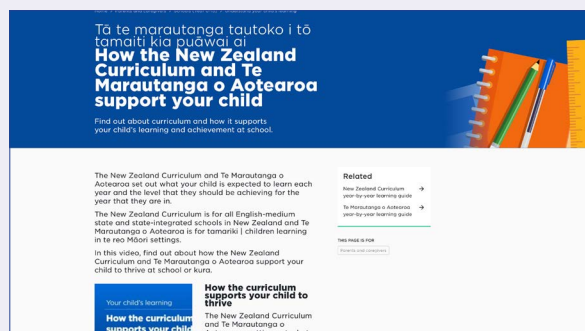 Tā te marautanga tautoko i tō
tamaiti kia puāwai ai
How the New Zealand
Curriculum and Te
Marautanga o Aotearoa
support your child
Find out about curriculum and how it supports
your child's learning and achievement at school.
The New Zealand Curriculum and Te Marautanga o
Aotearoa set out what your child is expected to learn each
year and the level that they should be achieving for the
year that they are in.
The New Zealand Curriculum is for all English-medium
state and state-integrated schools in New Zealand and Te
Marautanga o Aotearoa is for tamariki | children learning
in te reo Māori settings.
In this video, find out about how the New Zealand
Curriculum and Te Marautanga o Aotearoa support your
child to thrive at school or kura.
Related
New Zealand Curriculum
year-by-year learning guide
Te Marautanga o Aotearoa
year-by-year learning guide
THIS PAGE IS FOR
Parents and caregivers
Your child's learning
How the curriculum
supports your child
How the curriculum
supports your child to
thrive
The New Zealand Curriculum
and Te Marautanga o